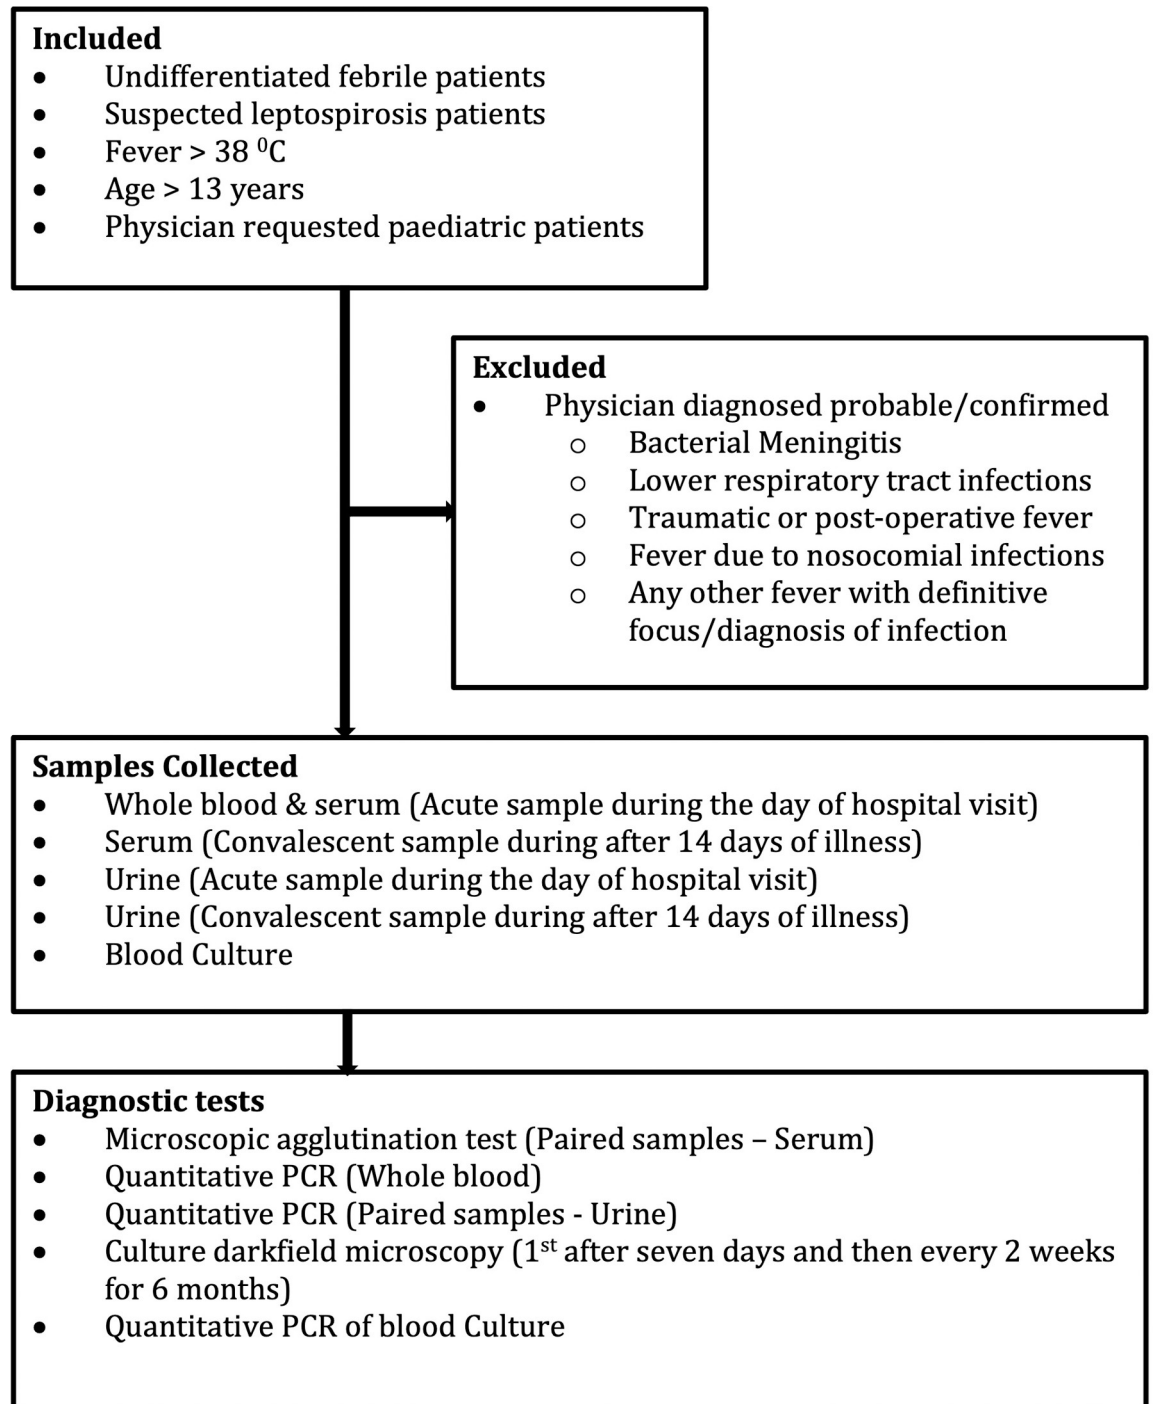 Included
• Undifferentiated febrile patients
• Suspected leptospirosis patients
• Fever > 38 ⁰C
• Age > 13 years
• Physician requested paediatric patients
Excluded
• Physician diagnosed probable/confirmed
o Bacterial Meningitis
o Lower respiratory tract infections
o Traumatic or post-operative fever
o Fever due to nosocomial infections
o Any other fever with definitive
focus/diagnosis of infection
Samples Collected
• Whole blood & serum (Acute sample during the day of hospital visit)
• Serum (Convalescent sample during after 14 days of illness)
• Urine (Acute sample during the day of hospital visit)
• Urine (Convalescent sample during after 14 days of illness)
• Blood Culture
Diagnostic tests
• Microscopic agglutination test (Paired samples – Serum)
• Quantitative PCR (Whole blood)
• Quantitative PCR (Paired samples - Urine)
• Culture darkfield microscopy (1ˢᵗ after seven days and then every 2 weeks
for 6 months)
• Quantitative PCR of blood Culture